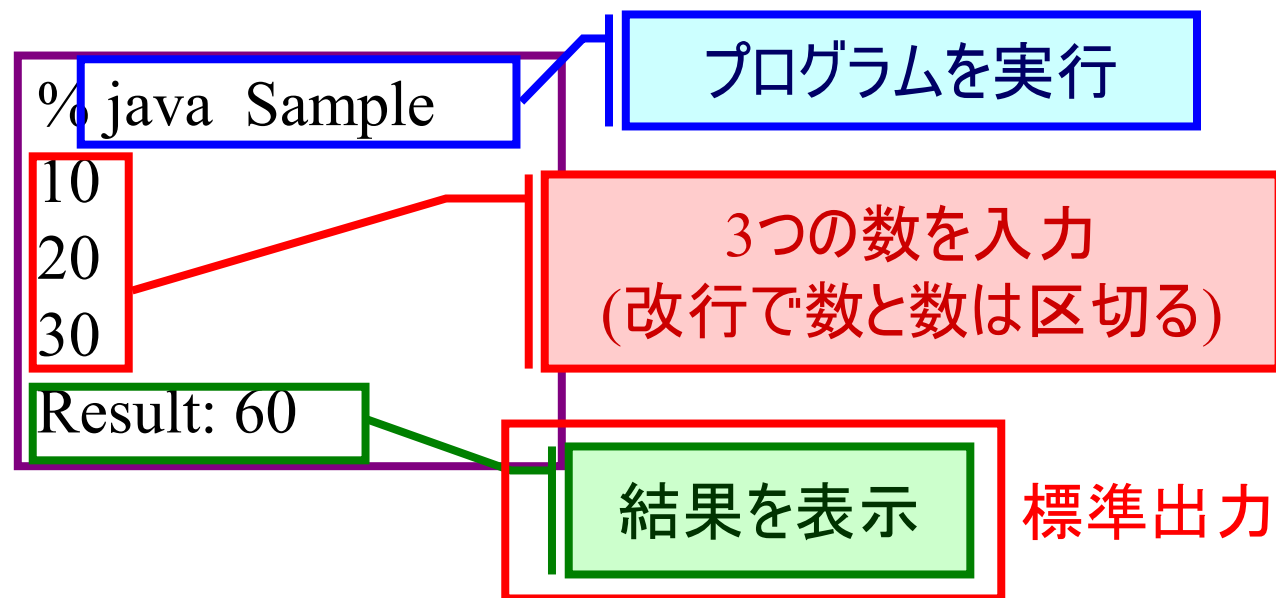 % java Sample
プログラムを実行
10
20
30
3つの数を入力
(改行で数と数は区切る)
Result: 60
結果を表示
標準出力